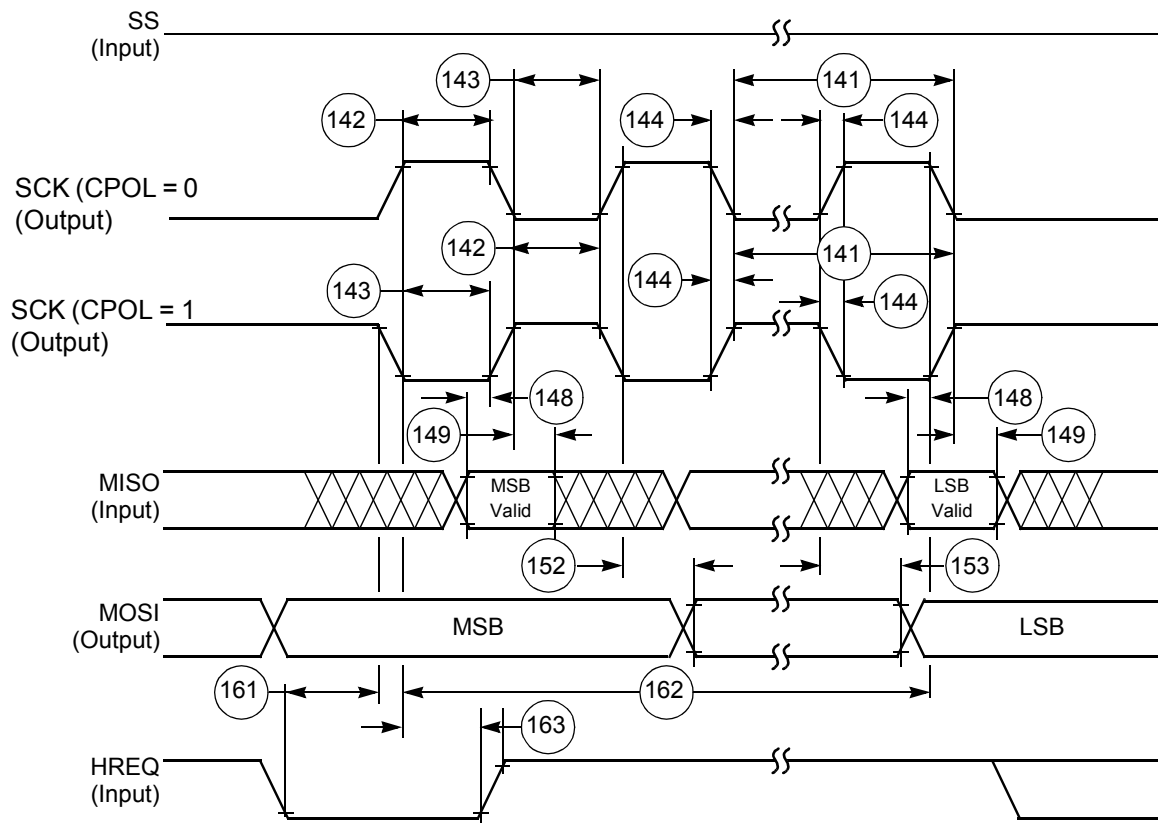 SS
(Input)
143
141
142
144
144
SCK (CPOL = 0
(Output)
142
141
143
144
144
SCK (CPOL = 1
(Output)
148
148
149
149
MISO
(Input)
MSB
Valid
LSB
Valid
152
153
MOSI
(Output)
MSB
LSB
161
162
163
HREQ
(Input)